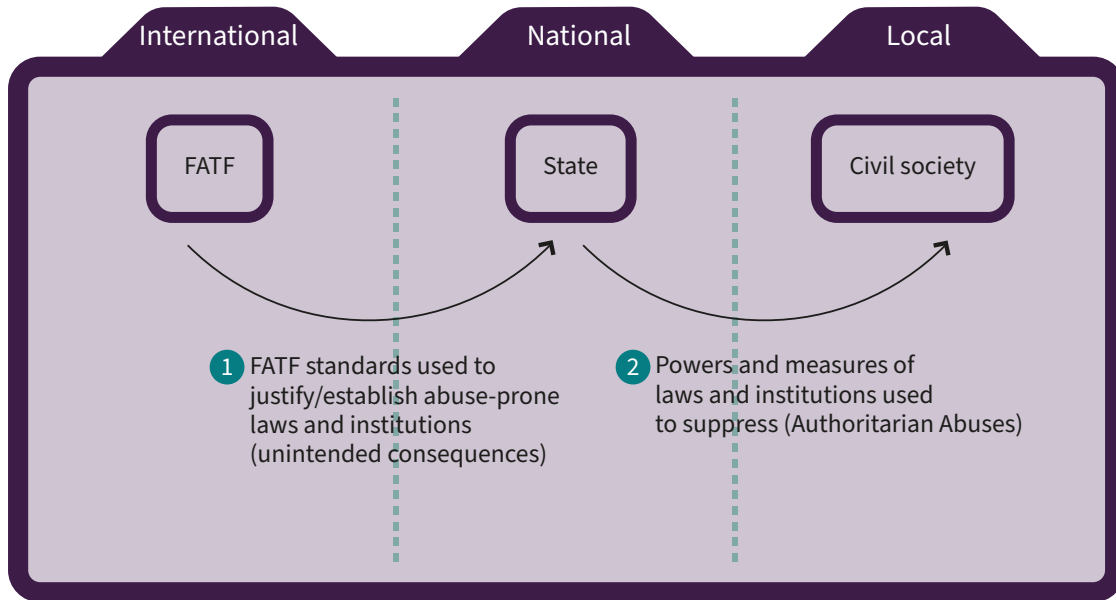 International
National
Local
FATF
State
Civil society
1 FATF standards used to
justify/establish abuse-prone
laws and institutions
(unintended consequences)
2 Powers and measures of
laws and institutions used
to suppress (Authoritarian Abuses)